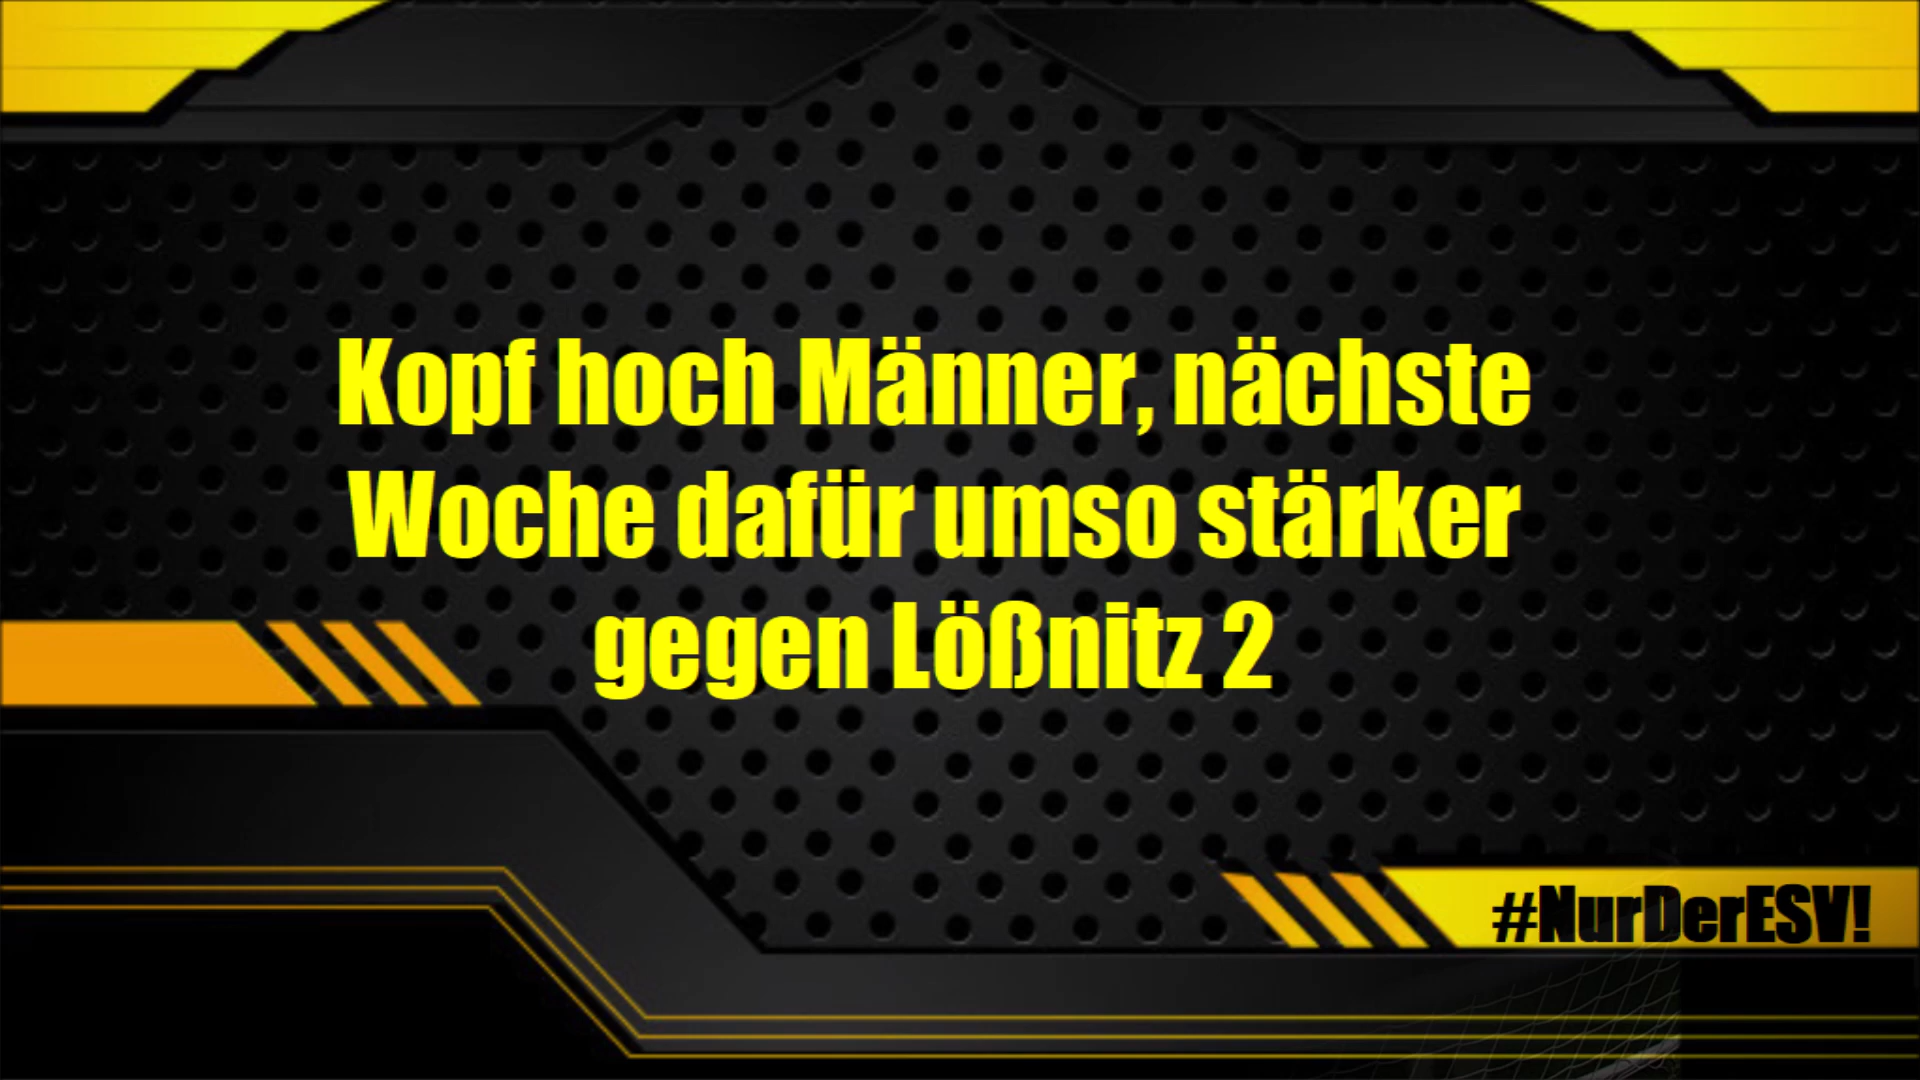 Kopf hoch Männer, nächste
Woche dafür umso stärker
gegen Lößnitz 2
#NurDerESV!